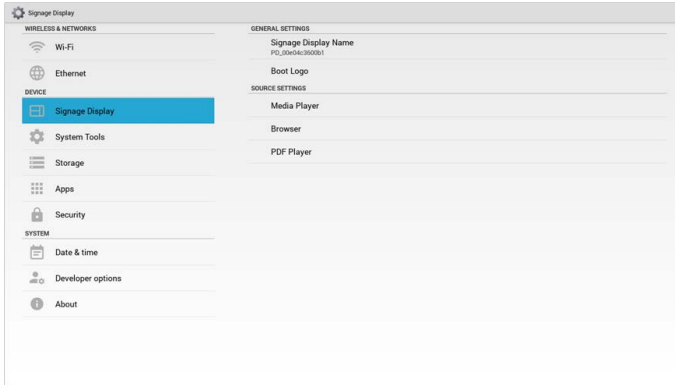 Signage Display
WIRELESS & NETWORKS
Wi-Fi
Ethernet
DEVICE
Signage Display
System Tools
Storage
Apps
Security
SYSTEM
Date & time
Developer options
About
GENERAL SETTINGS
Signage Display Name
PD_00e04c3600b1
Boot Logo
SOURCE SETTINGS
Media Player
Browser
PDF Player